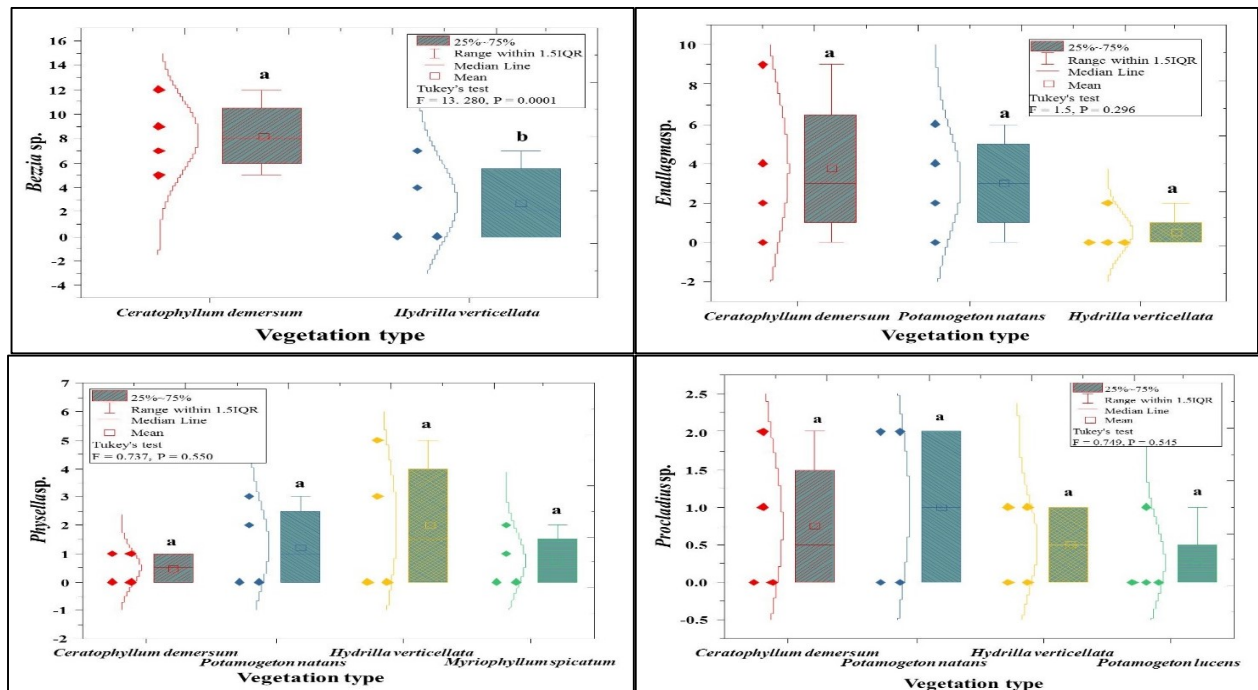 Bezzia sp.
16
14
12
10
8
6
4
2
0
-2
-4
a
b
25%~75%
Range within 1.5IQR
Median Line
Mean
Tukey's test
F = 13. 280, P = 0.0001
Ceratophyllum demersum
Hydrilla verticellata
Vegetation type
Enallagmasp.
10
8
6
4
2
0
-2
a
a
a
25%~75%
Range within 1.5IQR
Median Line
Mean
Tukey's test
F = 1.5, P = 0.296
Ceratophyllum demersum
Potamogeton natans
Hydrilla verticellata
Vegetation type
Physellasp.
7
6
5
4
3
2
1
0
-1
-2
25%~75%
Range within 1.5IQR
Median Line
Mean
Tukey's test
F = 0.737, P = 0.550
a
a
a
a
Ceratophyllum demersum
Potamogeton natans
Hydrilla verticellata
Myriophyllum spicatum
Vegetation type
Procladiussp.
2.5
2.0
1.5
1.0
0.5
0.0
-0.5
a
a
a
a
25%~75%
Range within 1.5IQR
Median Line
Mean
Tukey's test
F = 0.749, P = 0.545
Ceratophyllum demersum
Potamogeton natans
Hydrilla verticellata
Potamogeton lucens
Vegetation type